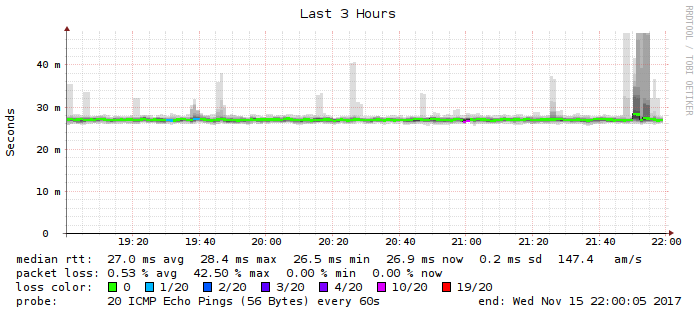 Last 3 Hours
RRDTOOL / TOBI OETIKER
Seconds
40 m
30 m
20 m
10 m
0
19:20 19:40 20:00 20:20 20:40 21:00 21:20 21:40 22:00
median rtt: 27.0 ms avg 28.4 ms max 26.5 ms min 26.9 ms now 0.2 ms sd 147.4 am/s
packet loss: 0.53 % avg 42.50 % max 0.00 % min 0.00 % now
loss color: 0 1/20 2/20 3/20 4/20 10/20 19/20
probe: 20 ICMP Echo Pings (56 Bytes) every 60s end: Wed Nov 15 22:00:05 2017